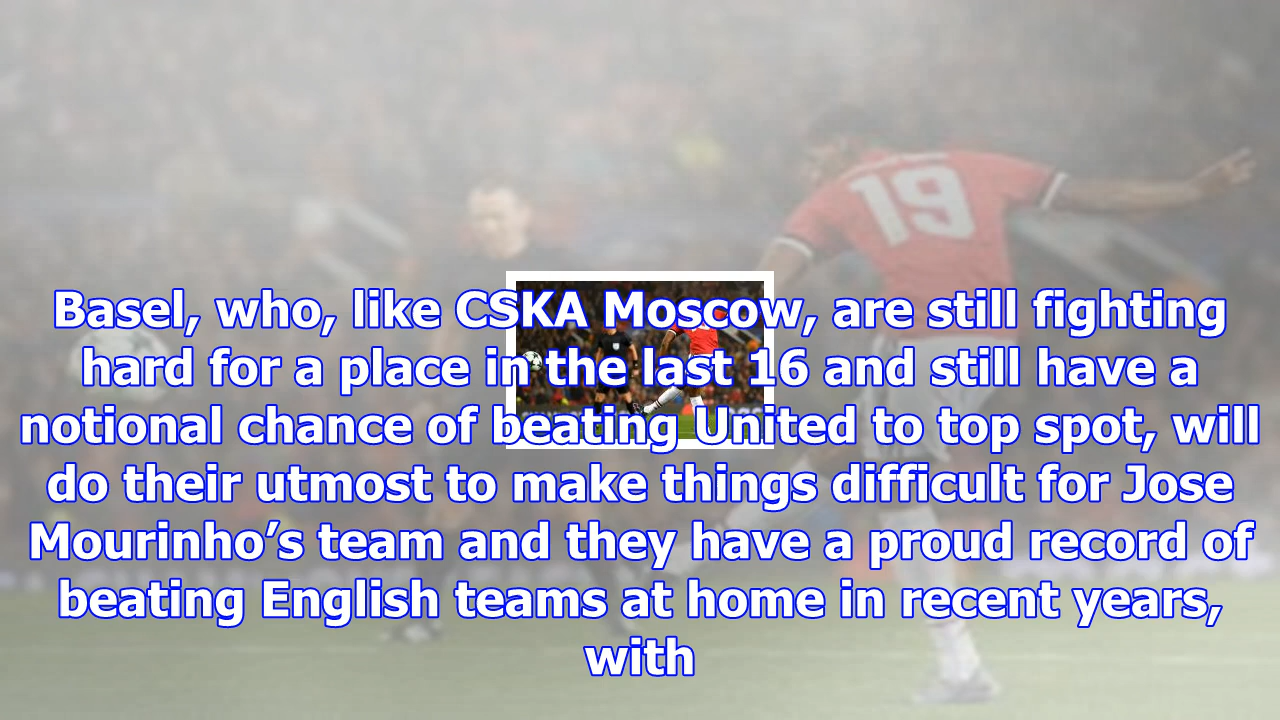 19
Basel, who, like CSKA Moscow, are still fighting
hard for a place in the last 16 and still have a
notional chance of beating United to top spot, will
do their utmost to make things difficult for Jose
Mourinho’s team and they have a proud record of
beating English teams at home in recent years,
with